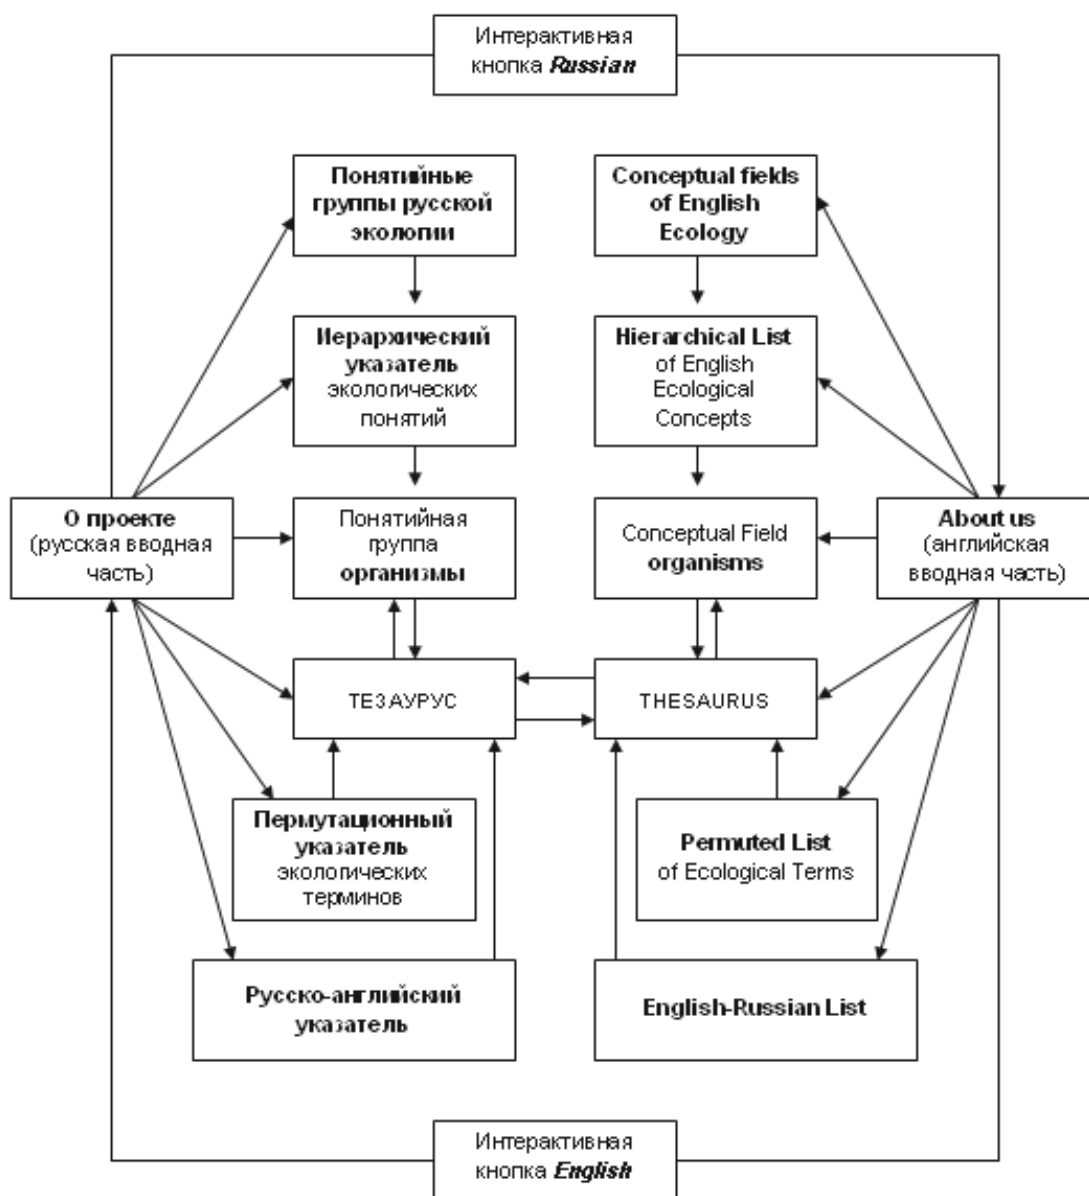 Интерактивная
кнопка Russian
Понятийные
группы русской
экологии
Conceptual fields
of English
Ecology
Иерархический
указатель
экологических
понятий
Hierarchical List
of English
Ecological
Concepts
О проекте
(русская вводная
часть)
Понятийная
группа
организмы
Conceptual Field
organisms
About us
(английская
вводная часть)
ТЕЗАУРУС
THESAURUS
Пермутационный
указатель
экологических
терминов
Permuted List
of Ecological Terms
Русско-английский
указатель
English-Russian List
Интерактивная
кнопка English